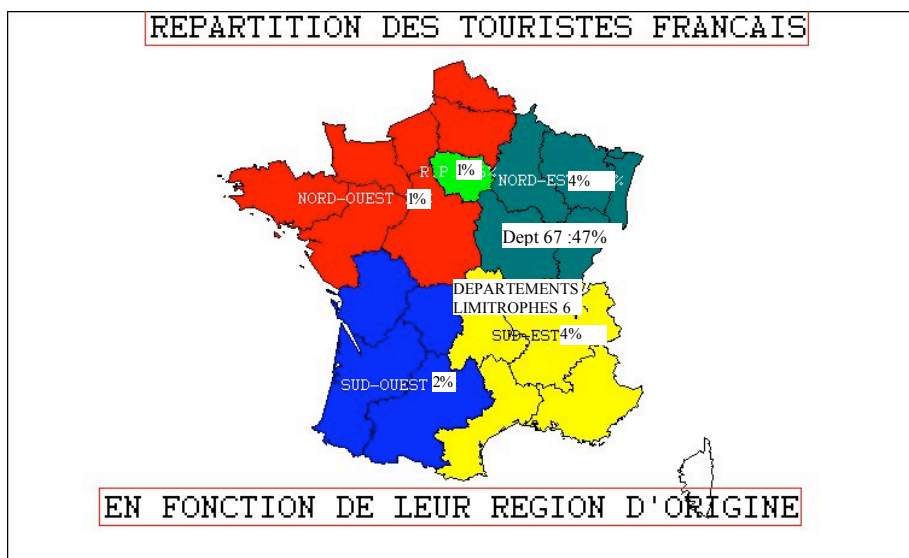 REPARTITION DES TOURISTES FRANCAIS
R.P 1% %
NORD-EST 4% %
NORD-OUEST 1%
Dept 67 :47%
DEPARTEMENTS
LIMITROPHES 6
SUD-EST 4%
SUD-OUEST 2%
EN FONCTION DE LEUR REGION D'ORIGINE